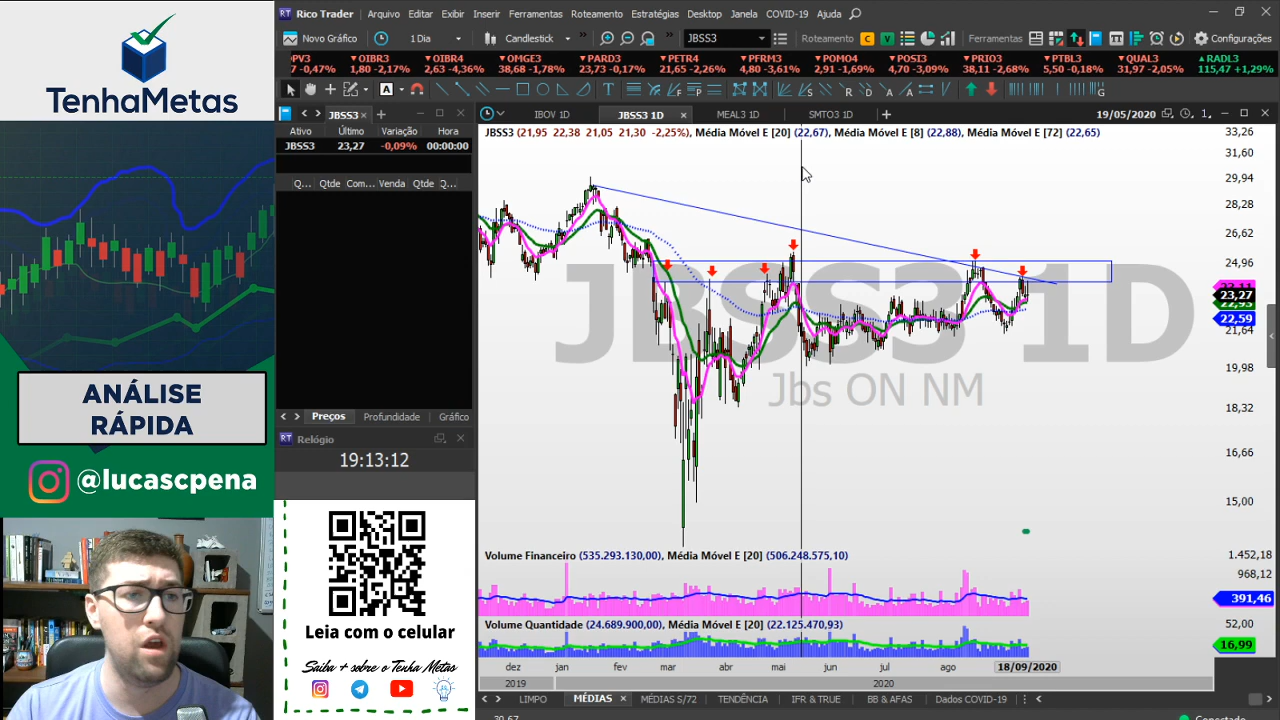 TenhaMetas
ANÁLISE
RÁPIDA
@lucascpena
RT Rico Trader Arquivo Editar Exibir Inserir Ferramentas Roteamento Estratégias Desktop Janela COVID-19 Ajuda
Novo Gráfico 1 Dia Candlestick JBSS3 Roteamento C V Ferramentas Configurações
PV3 OIBR3 OIBR4 OMGE3 PARD3 PETR4 PFRM3 POMO4 POSI3 PRIO3 PTBL3 QUAL3 RADL3
7 -0,47% 1,80 -2,17% 2,63 -4,36% 38,68 -1,78% 23,73 -0,17% 21,65 -2,26% 4,80 -3,61% 2,91 -1,69% 4,70 -3,09% 38,11 -2,68% 5,50 -0,18% 31,97 -2,05% 115,47 +1,29%
JBSS3
Ativo Último Variação Hora
JBSS3 23,27 -0,09% 00:00:00
Q... Qtde Com... Venda Qtde Q...
Preços Profundidade Gráfico
RT Relógio
19:13:12
Leia com o celular
Saiba + sobre o Tenha Metas
IBOV 1D JBSS3 1D MEAL3 1D SMTO3 1D 19/05/2020
JBSS3 (21,95 22,38 21,05 21,30 -2,25%), Média Móvel E [20] (22,67), Média Móvel E [8] (22,88), Média Móvel E [72] (22,65)
JBSS3 1D
Jbs ON NM
33,26
31,60
29,94
28,28
26,62
24,96
23,27
22,59
21,64
19,98
18,32
16,66
15,00
Volume Financeiro (535.293.130,00), Média Móvel E [20] (506.248.575,10)
1.452,18
968,12
391,46
Volume Quantidade (24.689.900,00), Média Móvel E [20] (22.125.470,93)
52,00
16,99
dez jan fev mar abr mai jun jul ago 18/09/2020
2019 2020
LIMPO MÉDIAS MÉDIAS S/72 TENDÊNCIA IFR & TRUE BB & AFAS Dados COVID-19